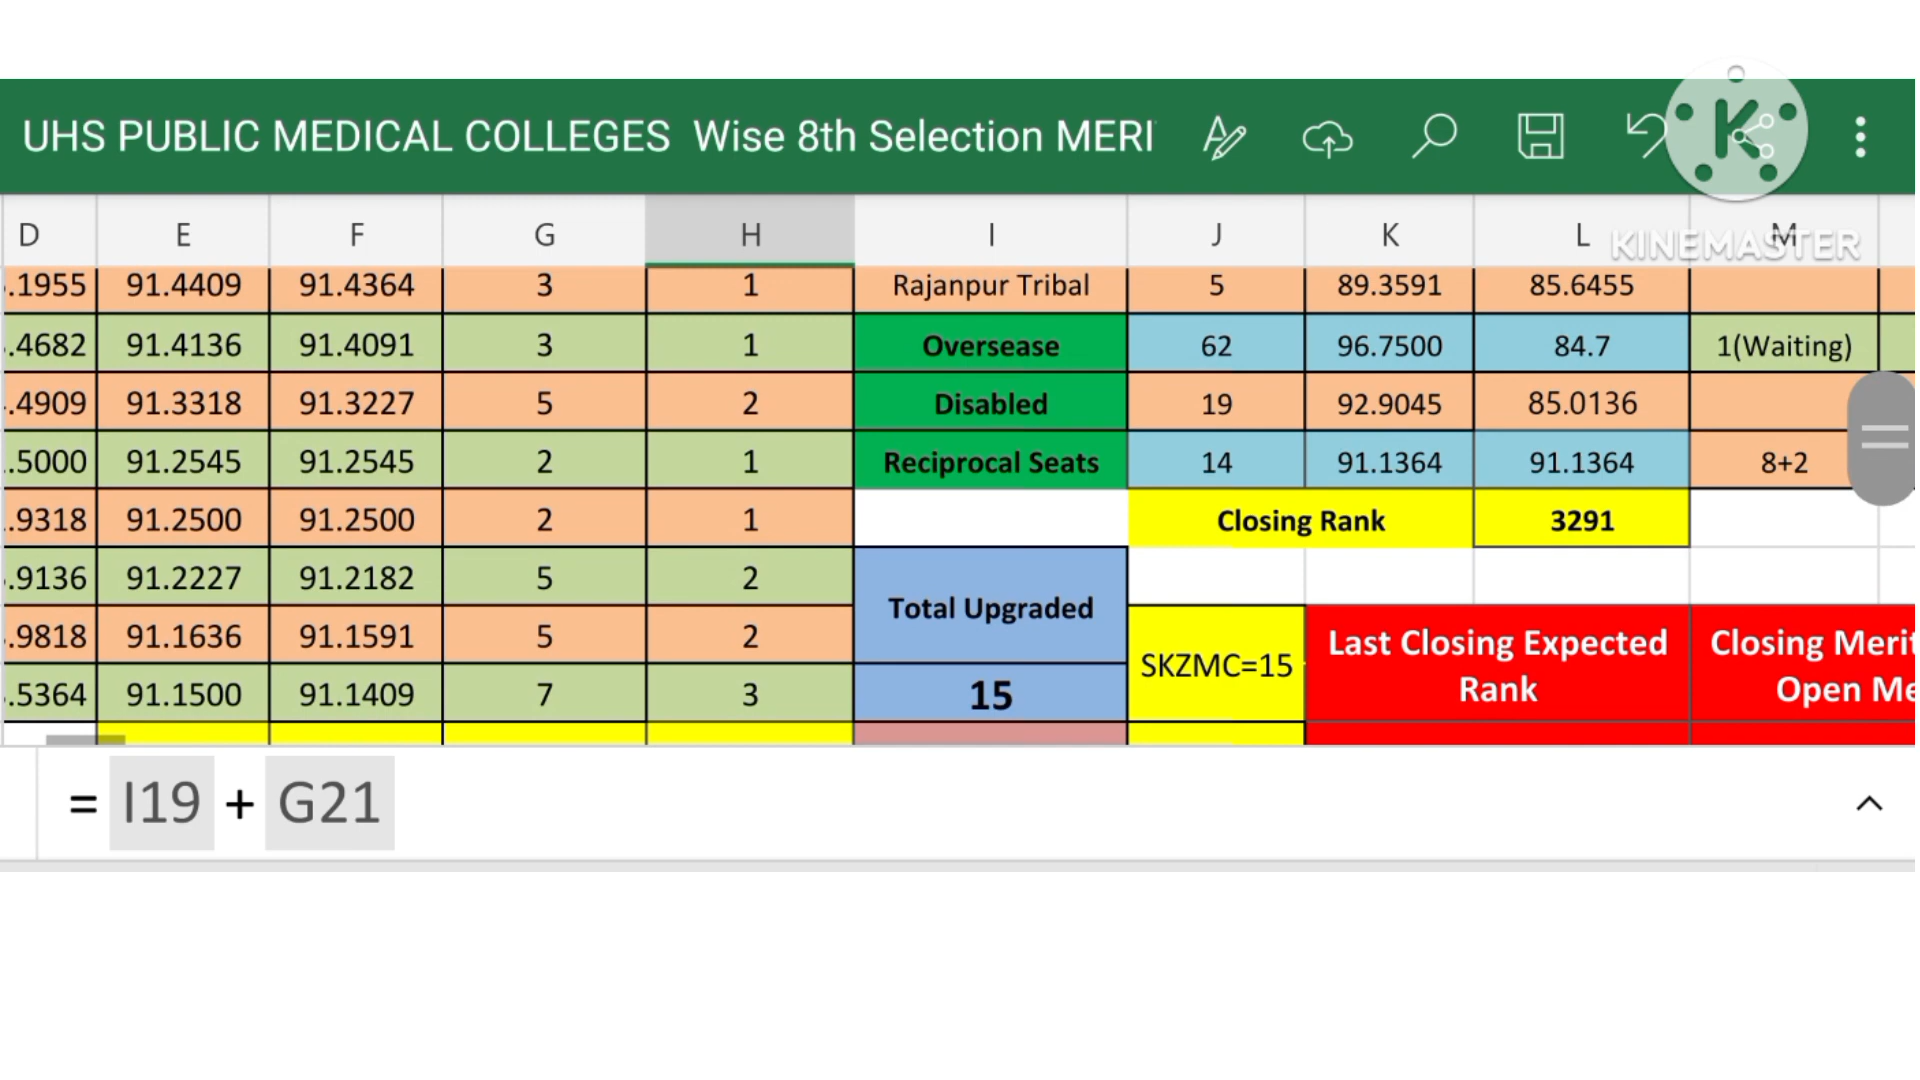 UHS PUBLIC MEDICAL COLLEGES Wise 8th Selection MERI
K
KINEMASTER
D E F G H I J K L M
.1955 91.4409 91.4364 3 1 Rajanpur Tribal 5 89.3591 85.6455
.4682 91.4136 91.4091 3 1 Oversease 62 96.7500 84.7 1(Waiting)
.4909 91.3318 91.3227 5 2 Disabled 19 92.9045 85.0136
.5000 91.2545 91.2545 2 1 Reciprocal Seats 14 91.1364 91.1364 8+2
.9318 91.2500 91.2500 2 1 Closing Rank 3291
.9136 91.2227 91.2182 5 2
Total Upgraded
.9818 91.1636 91.1591 5 2
SKZMC=15
Last Closing Expected
Rank
Closing Merit
Open Me
.5364 91.1500 91.1409 7 3 15
= I19 + G21